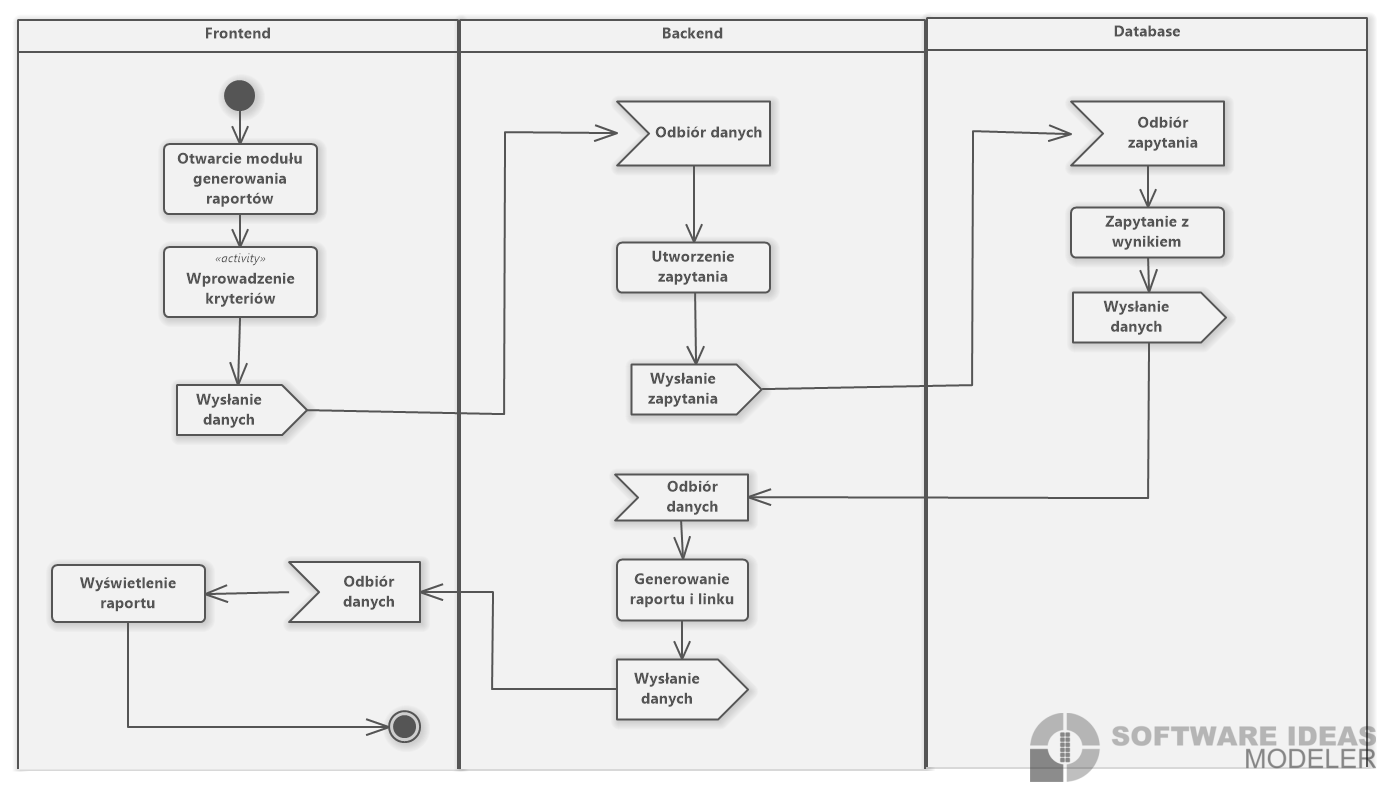 Frontend
Backend
Database
Otwarcie modułu
generowania
raportów
«activity»
Wprowadzenie
kryteriów
Wysłanie
danych
Odbiór danych
Utworzenie
zapytania
Wysłanie
zapytania
Odbiór
zapytania
Zapytanie z
wynikiem
Wysłanie
danych
Odbiór
danych
Generowanie
raportu i linku
Wysłanie
danych
Odbiór
danych
Wyświetlenie
raportu
SOFTWARE IDEAS
MODELER